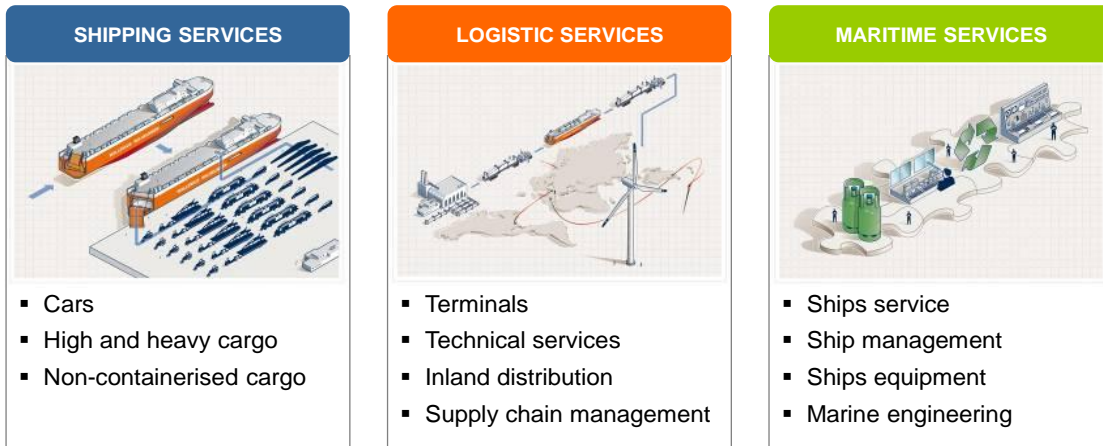 SHIPPING SERVICES
Cars
High and heavy cargo
Non-containerised cargo
LOGISTIC SERVICES
Terminals
Technical services
Inland distribution
Supply chain management
MARITIME SERVICES
Ships service
Ship management
Ships equipment
Marine engineering